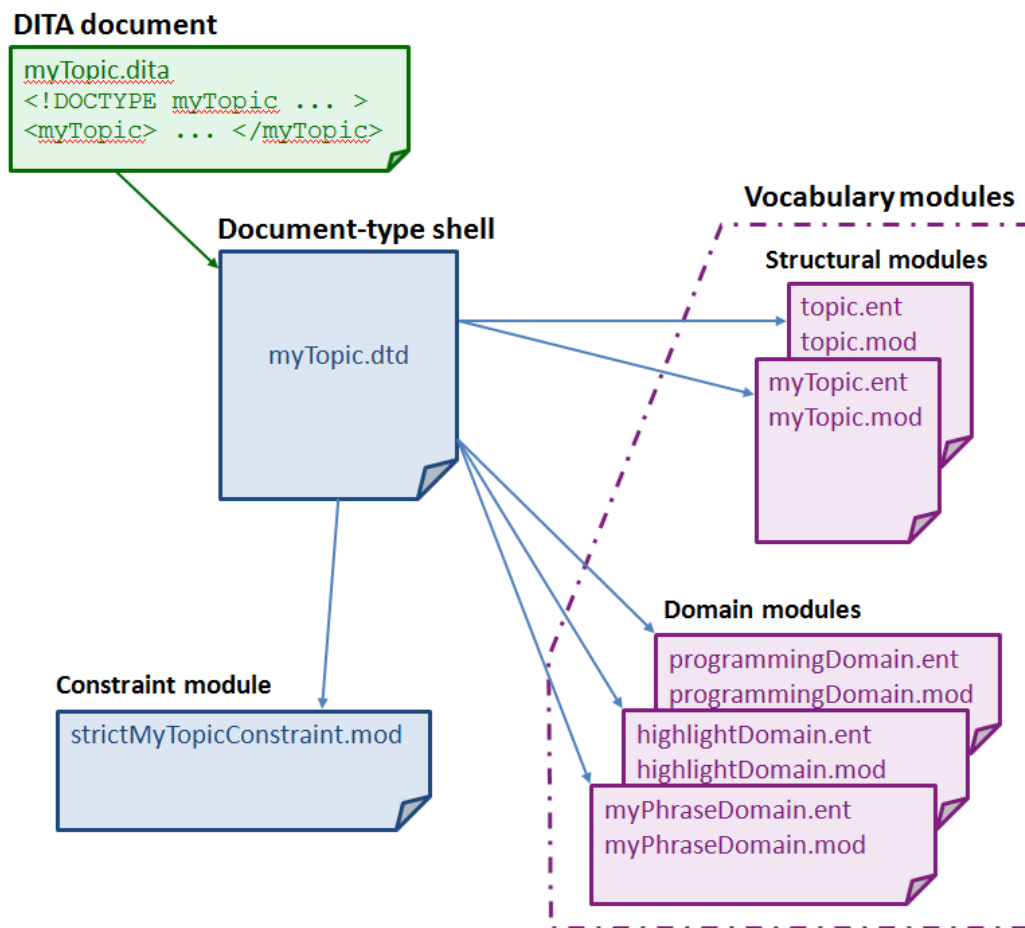 DITA document
myTopic.dita
<!DOCTYPE myTopic ... >
<myTopic> ... </myTopic>
Vocabulary modules
Document-type shell
Structural modules
myTopic.dtd
topic.ent
topic.mod
myTopic.ent
myTopic.mod
Domain modules
programmingDomain.ent
programmingDomain.mod
highlightDomain.ent
highlightDomain.mod
myPhraseDomain.ent
myPhraseDomain.mod
Constraint module
strictMyTopicConstraint.mod